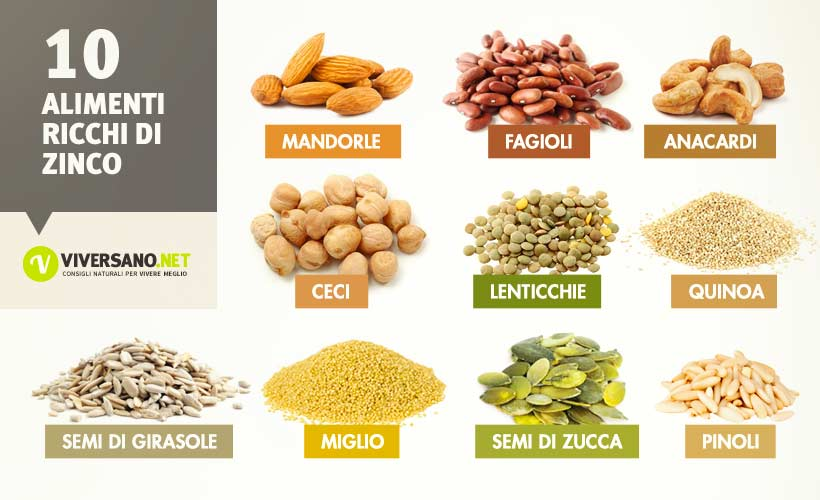 10
ALIMENTI
RICCHI DI
ZINCO
V VIVERSANO.NET
CONSIGLI NATURALI PER VIVERE MEGLIO
MANDORLE
FAGIOLI
ANACARDI
CECI
LENTICCHIE
QUINOA
SEMI DI GIRASOLE
MIGLIO
SEMI DI ZUCCA
PINOLI